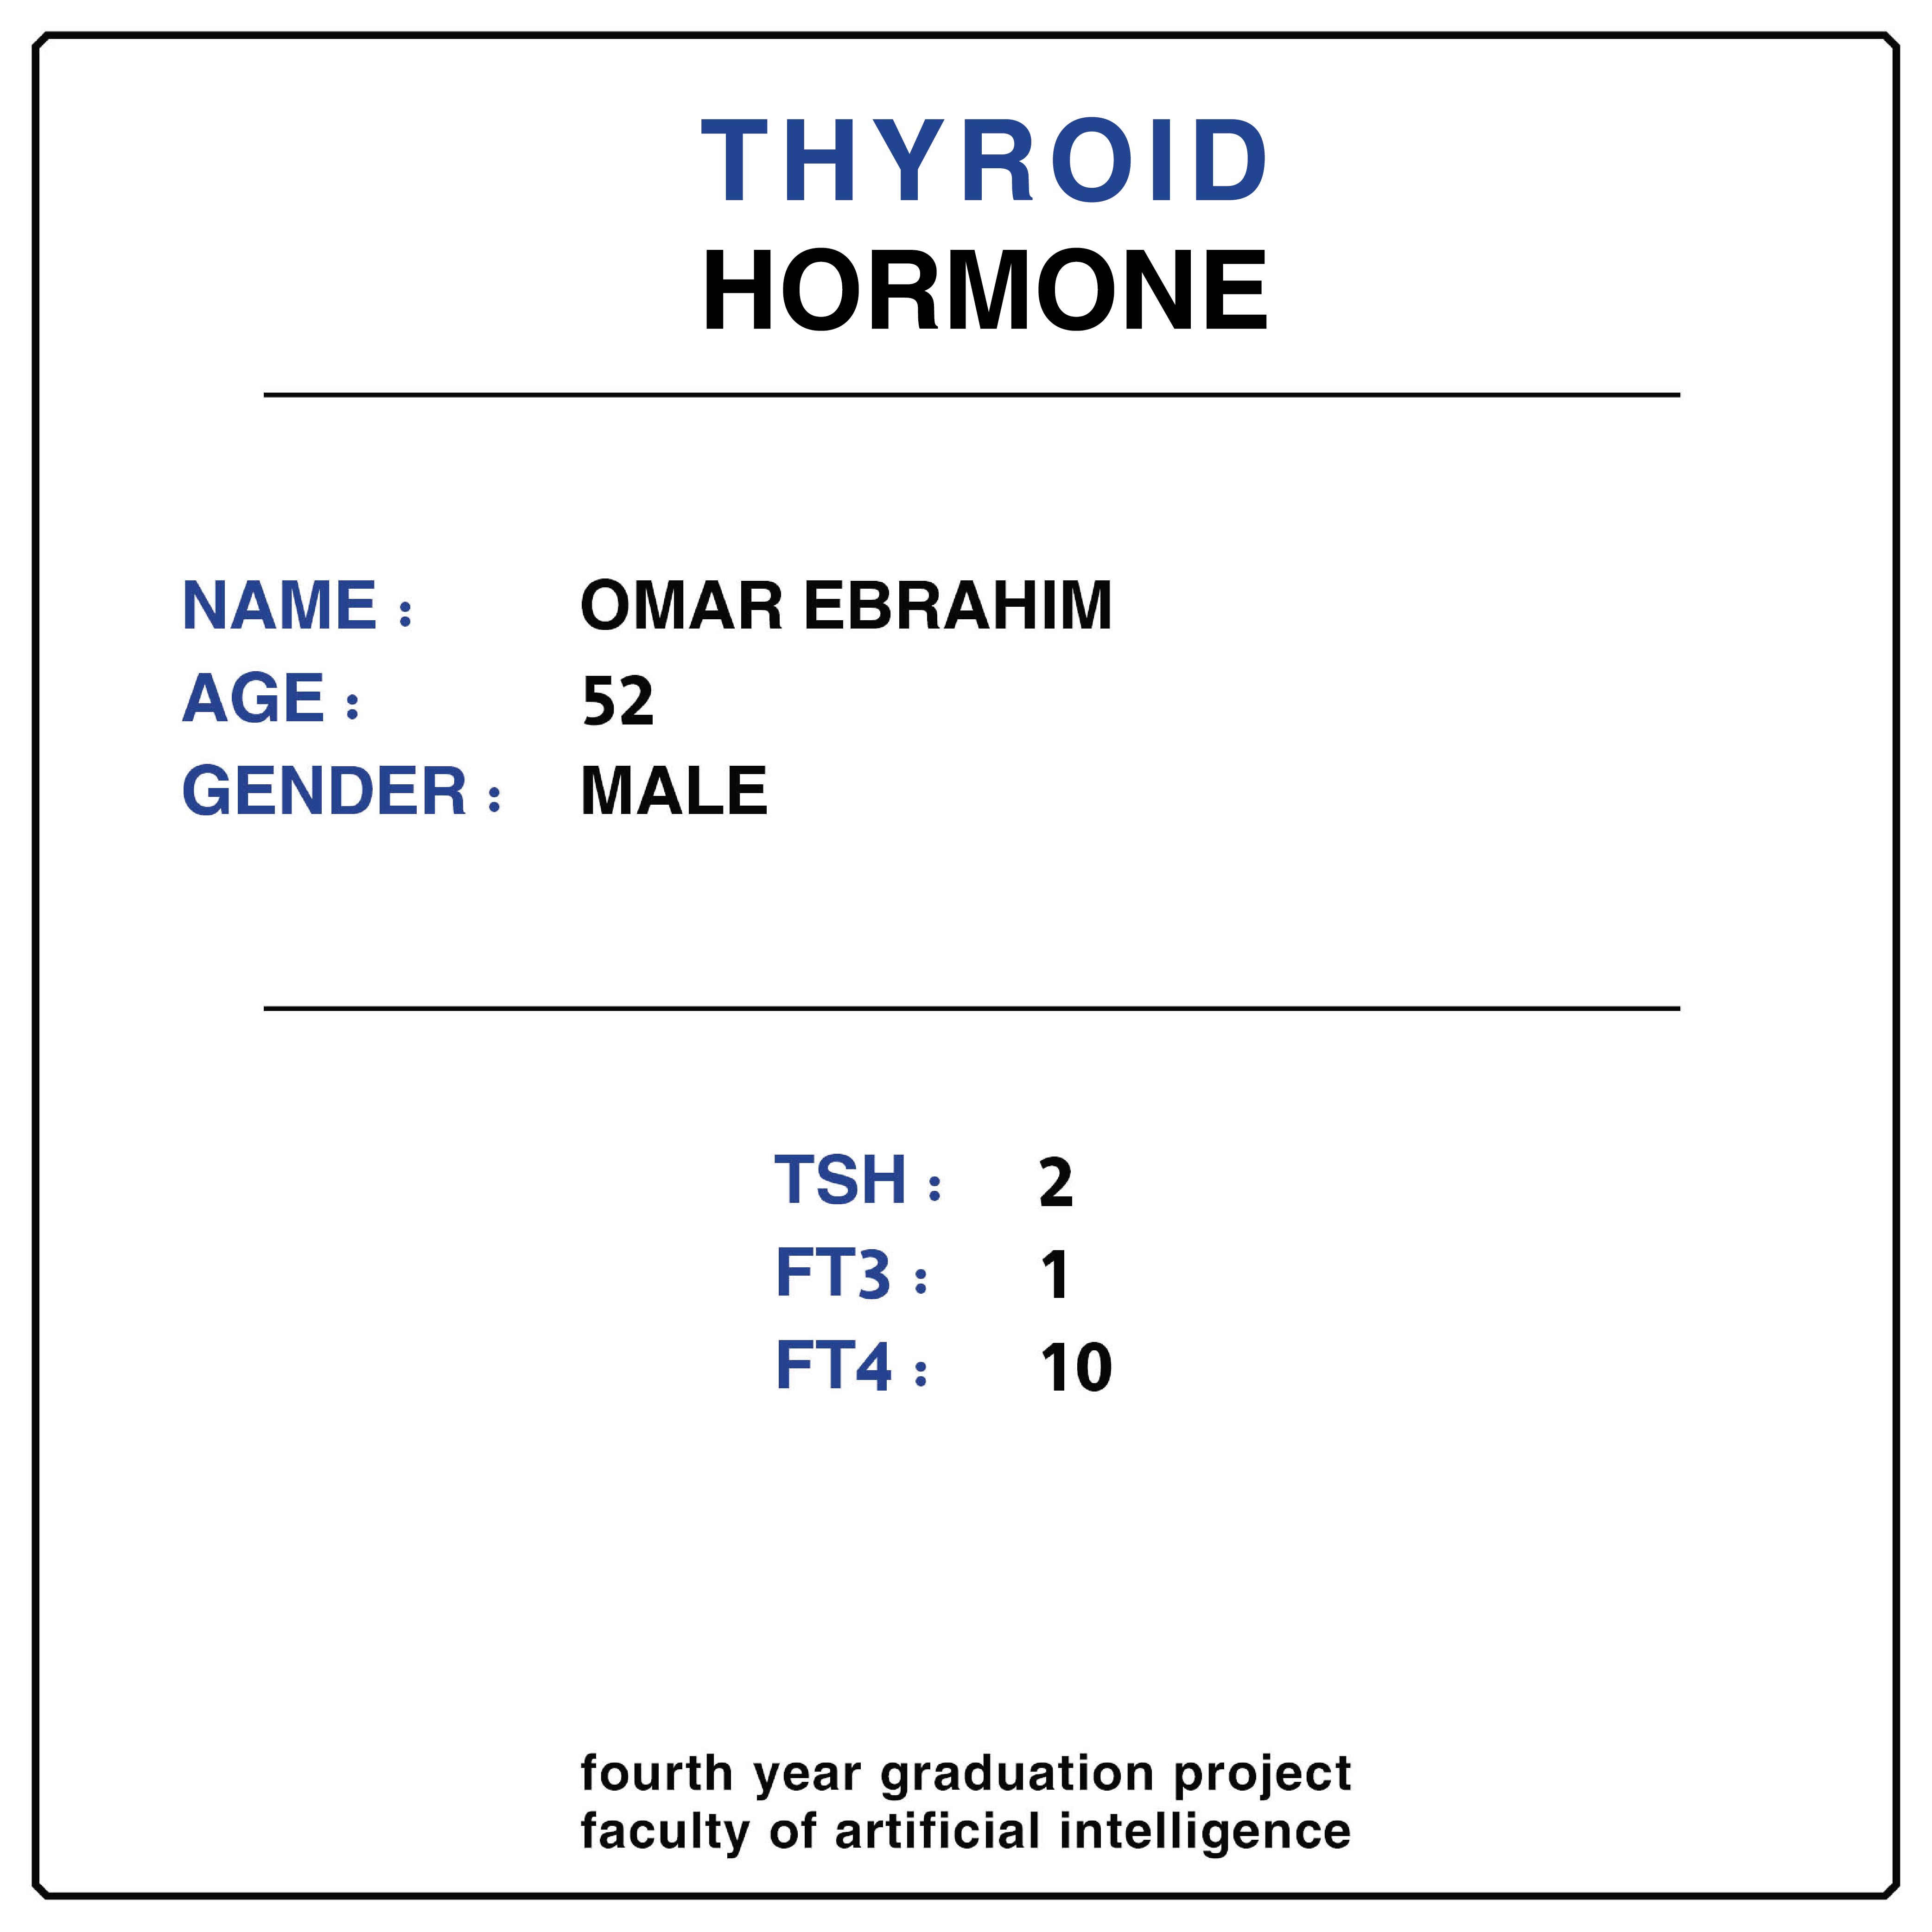 THYROID
HORMONE
NAME : OMAR EBRAHIM
AGE : 52
GENDER : MALE
TSH : 2
FT3 : 1
FT4 : 10
fourth year graduation project
faculty of artificial intelligence